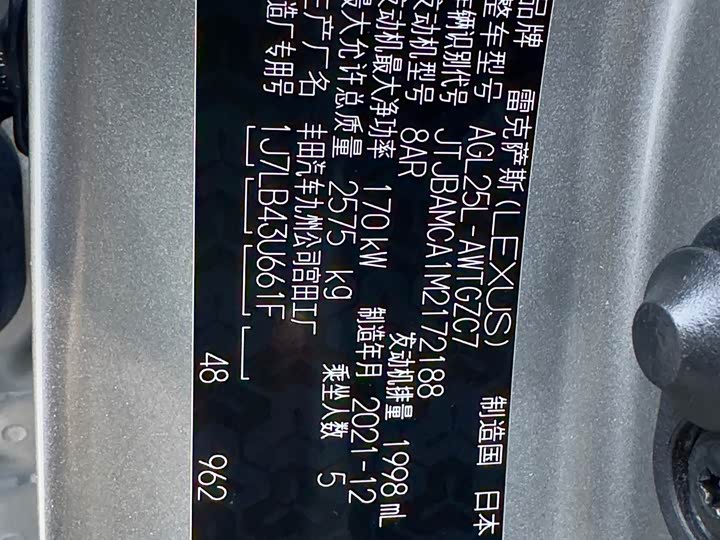 品牌 雷克萨斯(LEXUS) 制造国 日本
整车型号 AGL25L-AWTGZC7
车辆识别代号 JTJBAMCA1M2172188
发动机型号 8AR 发动机排量 1998 mL
发动机最大净功率 170 kW 制造年月 2021-12
最大允许总质量 2575 kg 乘坐人数 5
生产厂名 丰田汽车九州公司宫田工厂
造厂专用号 1J7LB43U661F
48 962